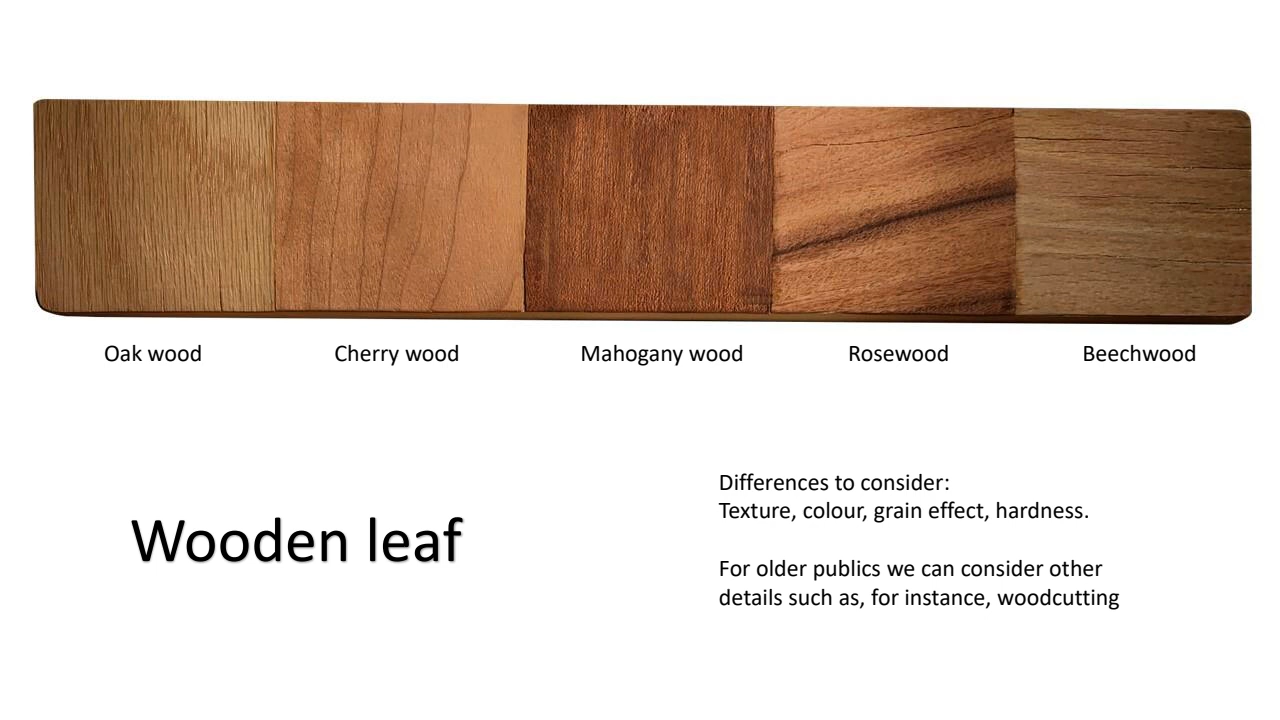 Oak wood
Cherry wood
Mahogany wood
Rosewood
Beechwood
Wooden leaf
Differences to consider:
Texture, colour, grain effect, hardness.
For older publics we can consider other
details such as, for instance, woodcutting